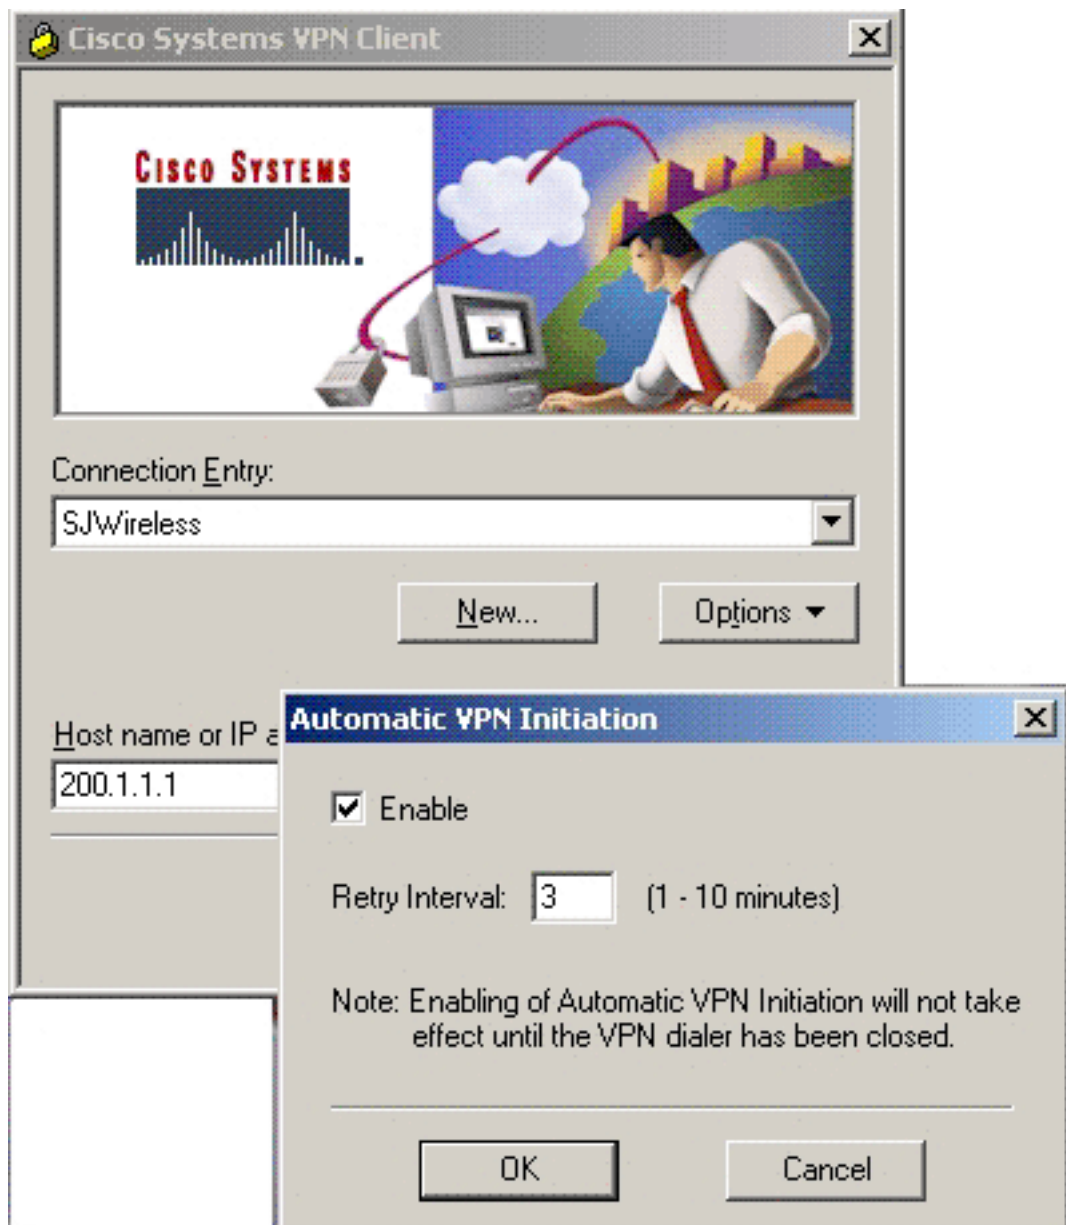 Cisco Systems VPN Client
CISCO SYSTEMS
Connection Entry:
SJWireless
New...
Options
Host name or IP a
200.1.1.1
Automatic VPN Initiation
Enable
Retry Interval: 3 (1 - 10 minutes)
Note: Enabling of Automatic VPN Initiation will not take
effect until the VPN dialer has been closed.
OK
Cancel